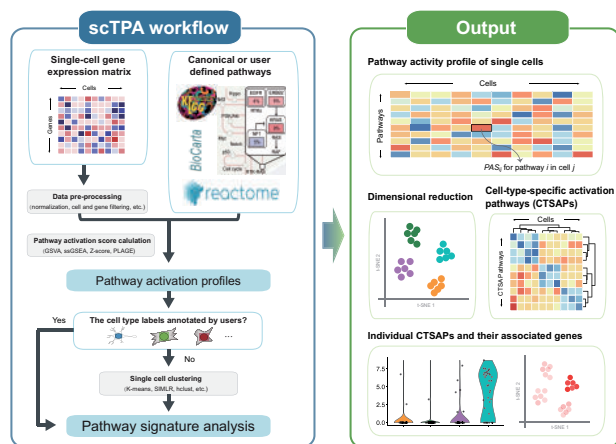 scTPA workflow
Single-cell gene
expression matrix
Cells
Genes
Canonical or user
defined pathways
KEGG
BioCarta
Hippo
Cell cycle
reactome
Data pre-processing
(normalization, cell and gene filtering, etc.)
Pathway activation score calulation
(GSVA, ssGSEA, Z-score, PLAGE)
Pathway activation profiles
The cell type labels annotated by users?
...
Yes
No
Single cell clustering
(K-means, SIMLR, hclust, etc.)
Pathway signature analysis
Output
Pathway activity profile of single cells
Cells
Pathways
PASij for pathway i in cell j
Dimensional reduction
t-SNE 2
t-SNE 1
Cell-type-specific activation
pathways (CTSAPs)
Cells
CTSAPathways
Individual CTSAPs and their associated genes
7.5
5.0
2.5
0.0
t-SNE 2
t-SNE 1